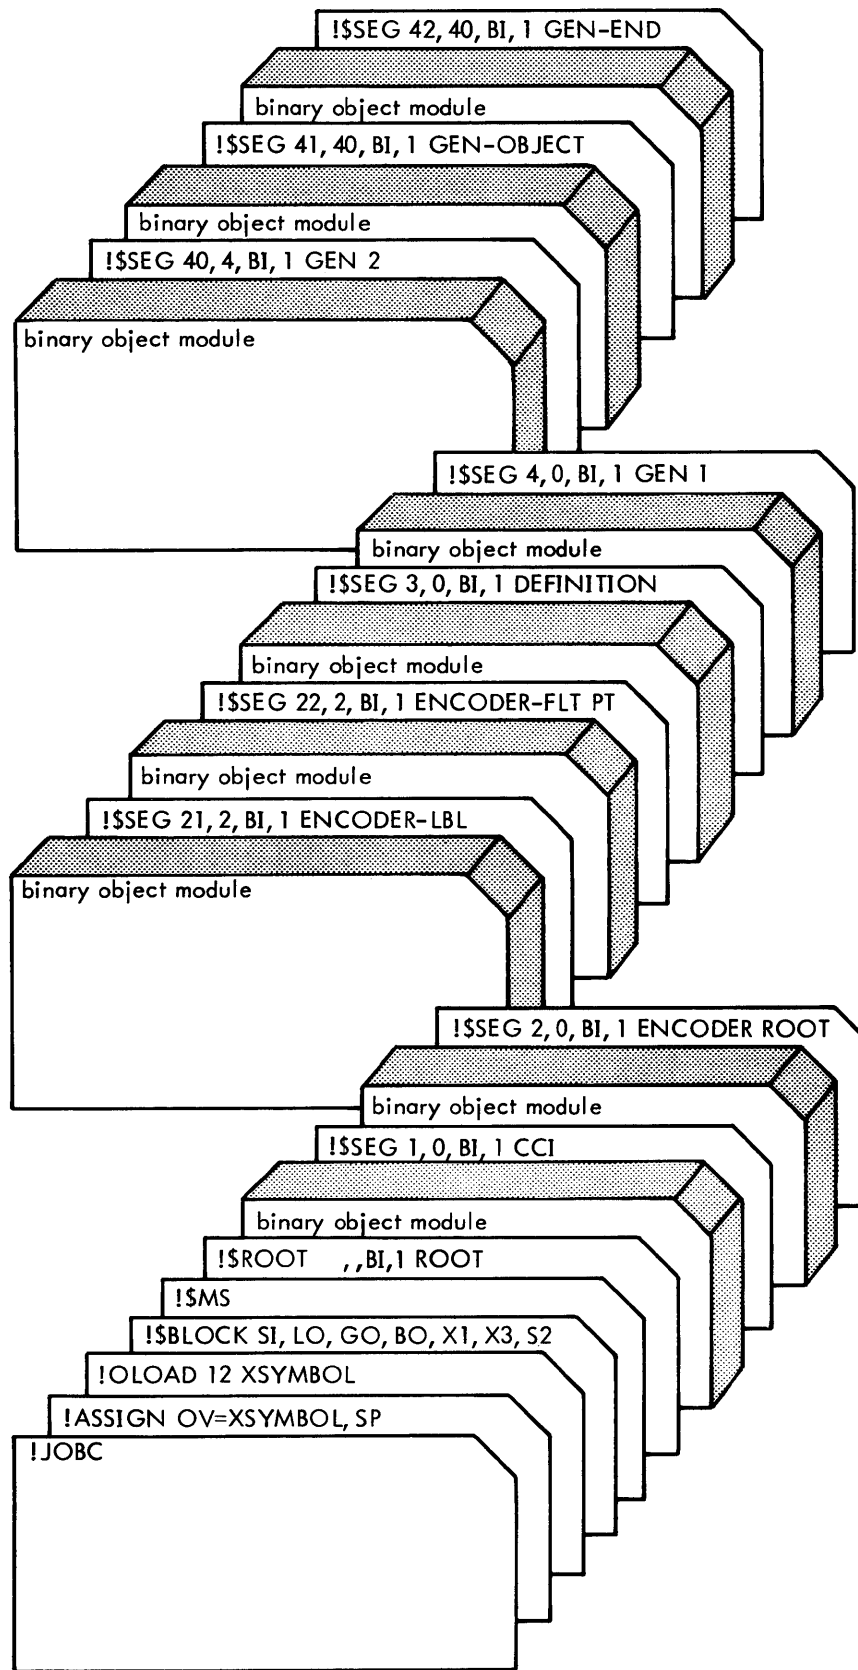 !$SEG 42, 40, BI, 1 GEN-END
binary object module
!$SEG 41, 40, BI, 1 GEN-OBJECT
binary object module
!$SEG 40, 4, BI, 1 GEN 2
binary object module
!$SEG 4, 0, BI, 1 GEN 1
binary object module
!$SEG 3, 0, BI, 1 DEFINITION
binary object module
!$SEG 22, 2, BI, 1 ENCODER-FLT PT
binary object module
!$SEG 21, 2, BI, 1 ENCODER-LBL
binary object module
!$SEG 2, 0, BI, 1 ENCODER ROOT
binary object module
!$SEG 1, 0, BI, 1 CCI
binary object module
!$ROOT ,,BI,1 ROOT
!$MS
!$BLOCK SI, LO, GO, BO, X1, X3, S2
!OLOAD 12 XSYMBOL
!ASSIGN OV=XSYMBOL, SP
!JOBC